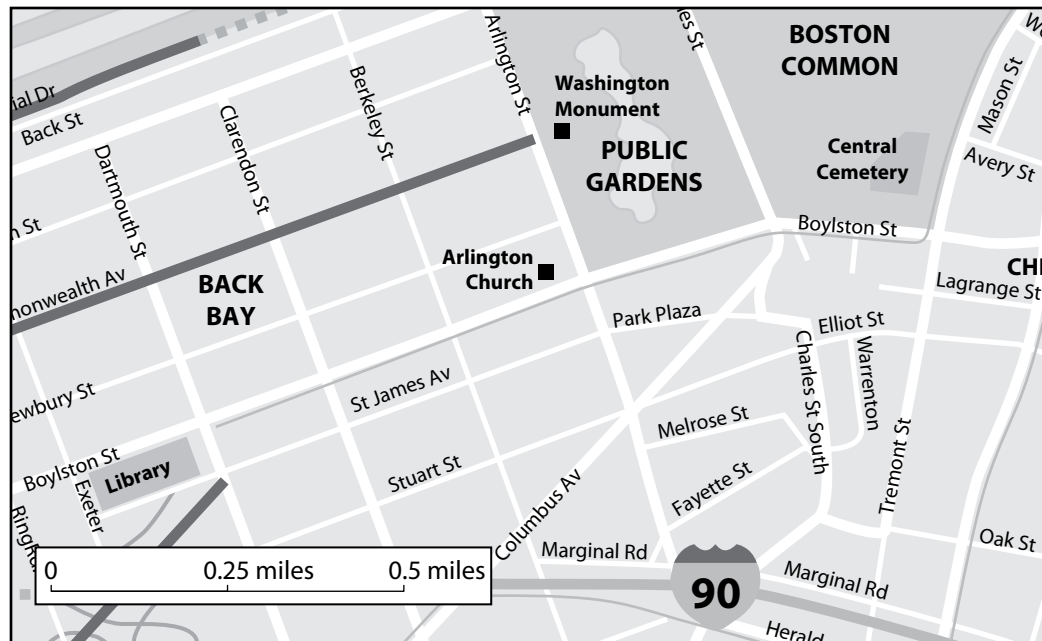 BOSTON
COMMON
Washington
Monument
PUBLIC
GARDENS
Central
Cemetery
Arlington St
Berkeley St
Clarendon St
Dartmouth St
Back St
Mason St
Avery St
Boylston St
Arlington
Church
BACK
BAY
Lagrange St
Park Plaza
Elliot St
Warrenton
Charles St South
Tremont St
St James Av
Melrose St
Stuart St
Fayette St
Columbus Av
Boylston St
Library
Exeter
Marginal Rd
Marginal Rd
Oak St
90
Herald
0 0.25 miles 0.5 miles